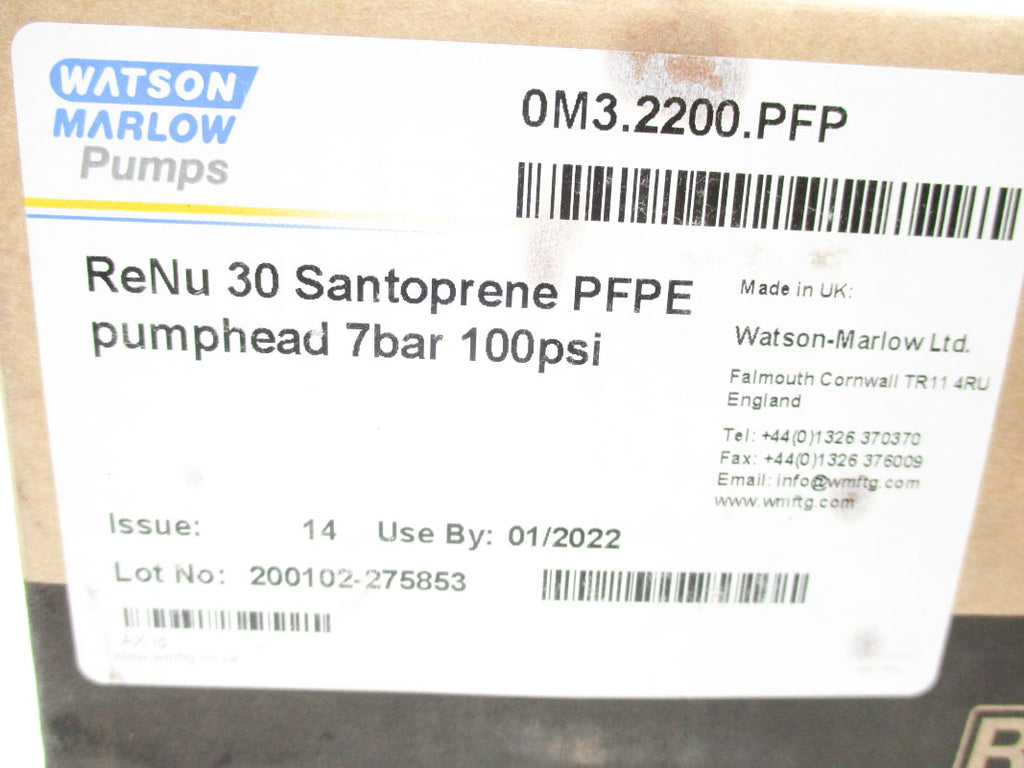 WATSON
MARLOW
Pumps
0M3.2200.PFP
ReNu 30 Santoprene PFPE
pumphead 7bar 100psi
Made in UK:
Watson-Marlow Ltd.
Falmouth Cornwall TR11 4RU
England
Tel: +44(0)1326 370370
Fax: +44(0)1326 376009
Email: info@wmftg.com
www.wmftg.com
Issue: 14 Use By: 01/2022
Lot No: 200102-275853
R